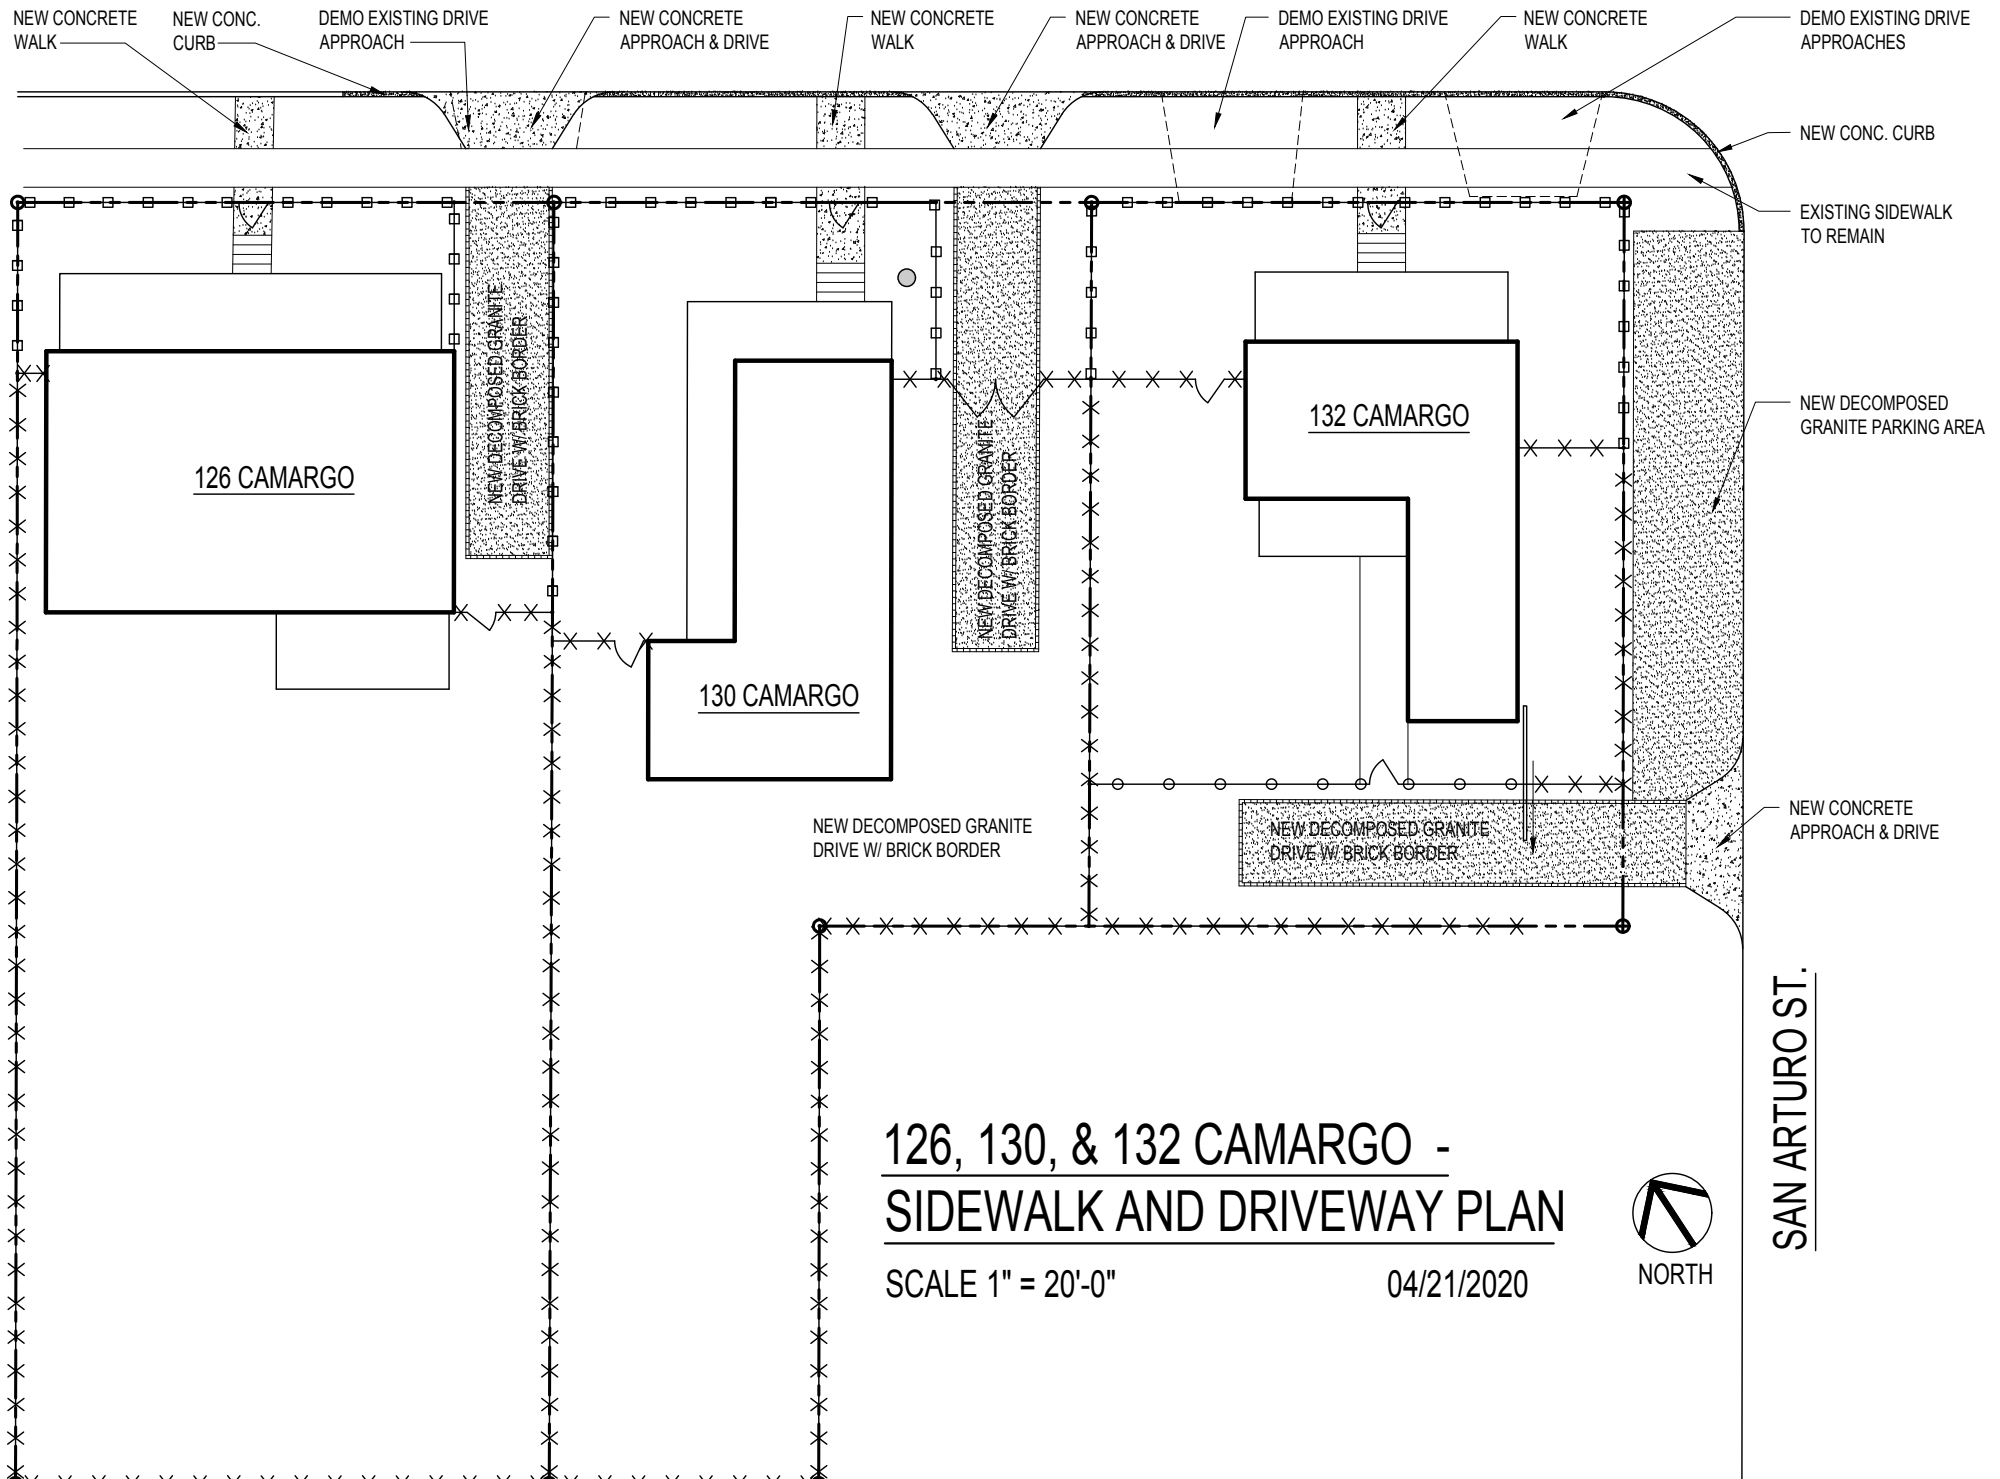 NEW CONCRETE
WALK
NEW CONC.
CURB
DEMO EXISTING DRIVE
APPROACH
NEW CONCRETE
APPROACH & DRIVE
NEW CONCRETE
WALK
NEW CONCRETE
APPROACH & DRIVE
DEMO EXISTING DRIVE
APPROACH
NEW CONCRETE
WALK
DEMO EXISTING DRIVE
APPROACHES
NEW CONC. CURB
EXISTING SIDEWALK
TO REMAIN
NEW DECOMPOSED GRANITE
DRIVE W/ BRICK BORDER
126 CAMARGO
NEW DECOMPOSED GRANITE
DRIVE W/ BRICK BORDER
132 CAMARGO
NEW DECOMPOSED
GRANITE PARKING AREA
130 CAMARGO
NEW DECOMPOSED GRANITE
DRIVE W/ BRICK BORDER
NEW DECOMPOSED GRANITE
DRIVE W/ BRICK BORDER
NEW CONCRETE
APPROACH & DRIVE
SAN ARTURO ST.
126, 130, & 132 CAMARGO -
SIDEWALK AND DRIVEWAY PLAN
SCALE 1" = 20'-0"
04/21/2020
NORTH